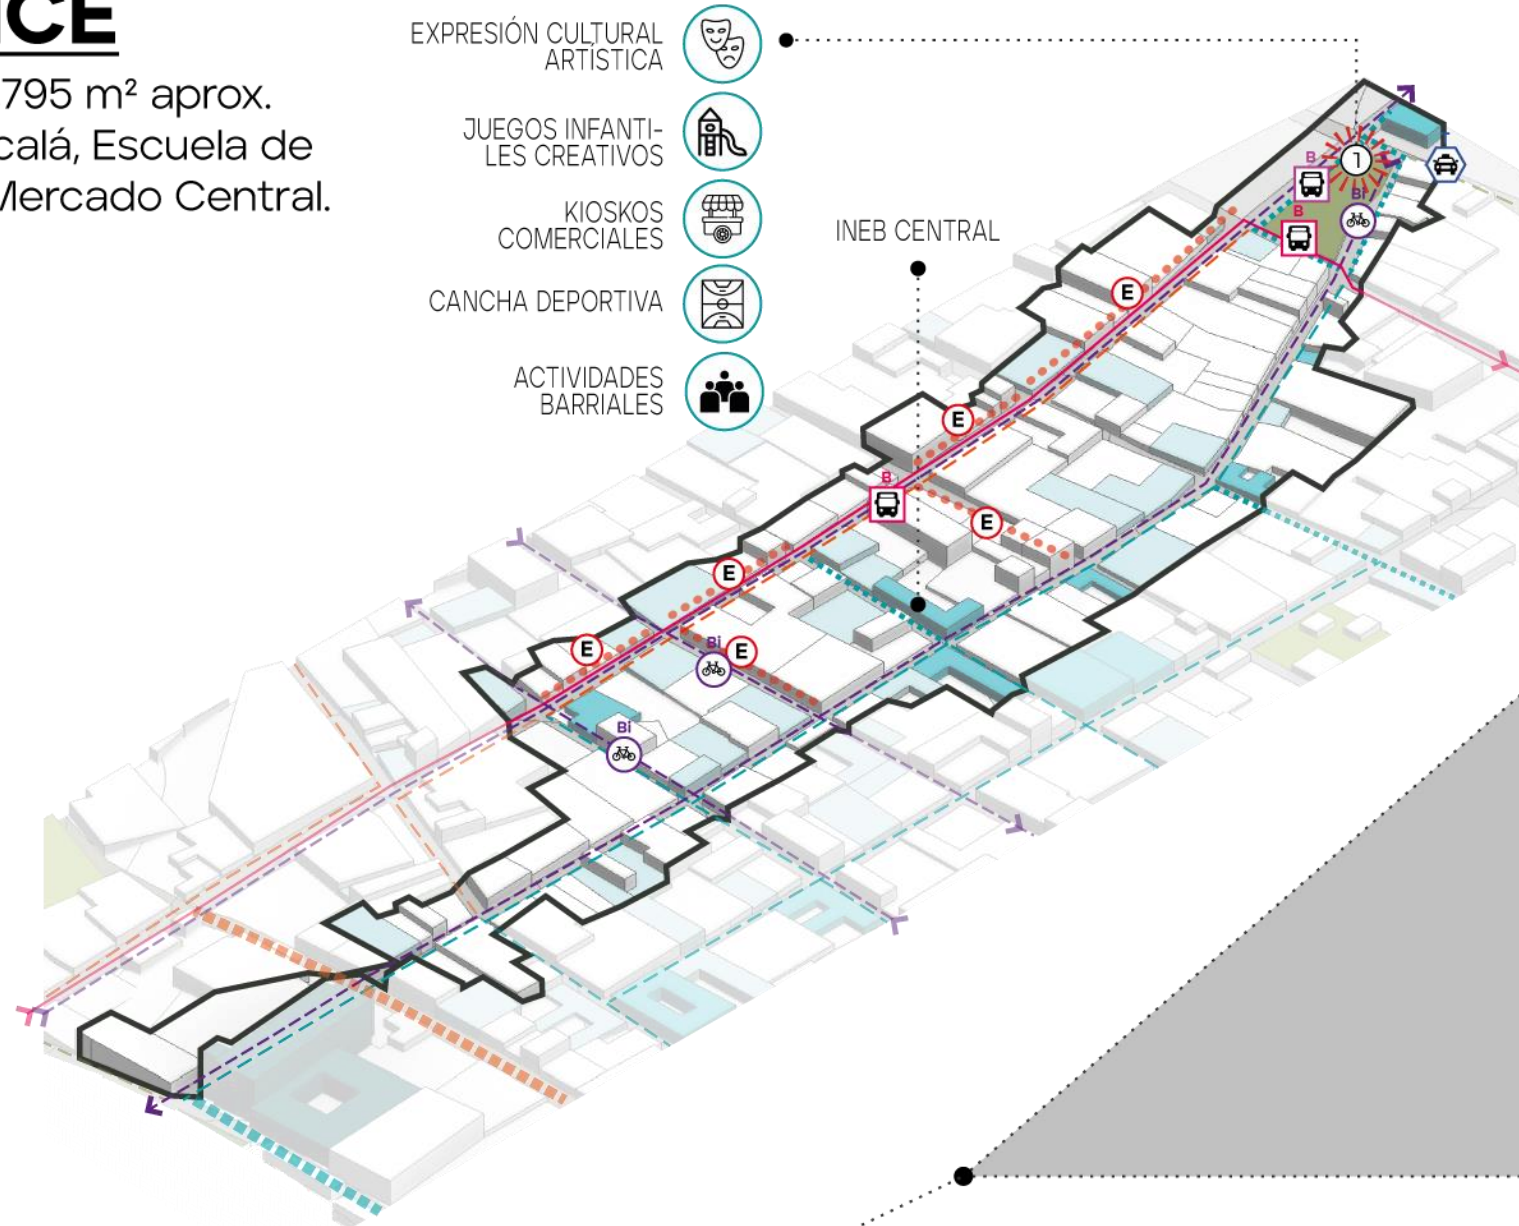 ICE
795 m² aprox.
calá, Escuela de
Mercado Central.
EXPRESIÓN CULTURAL
ARTÍSTICA
JUEGOS INFANTI-
LES CREATIVOS
KIOSKOS
COMERCIALES
CANCHA DEPORTIVA
ACTIVIDADES
BARRIALES
INEB CENTRAL
1
B
Bi
B
E
E
B
E
E
E
Bi
E
Bi